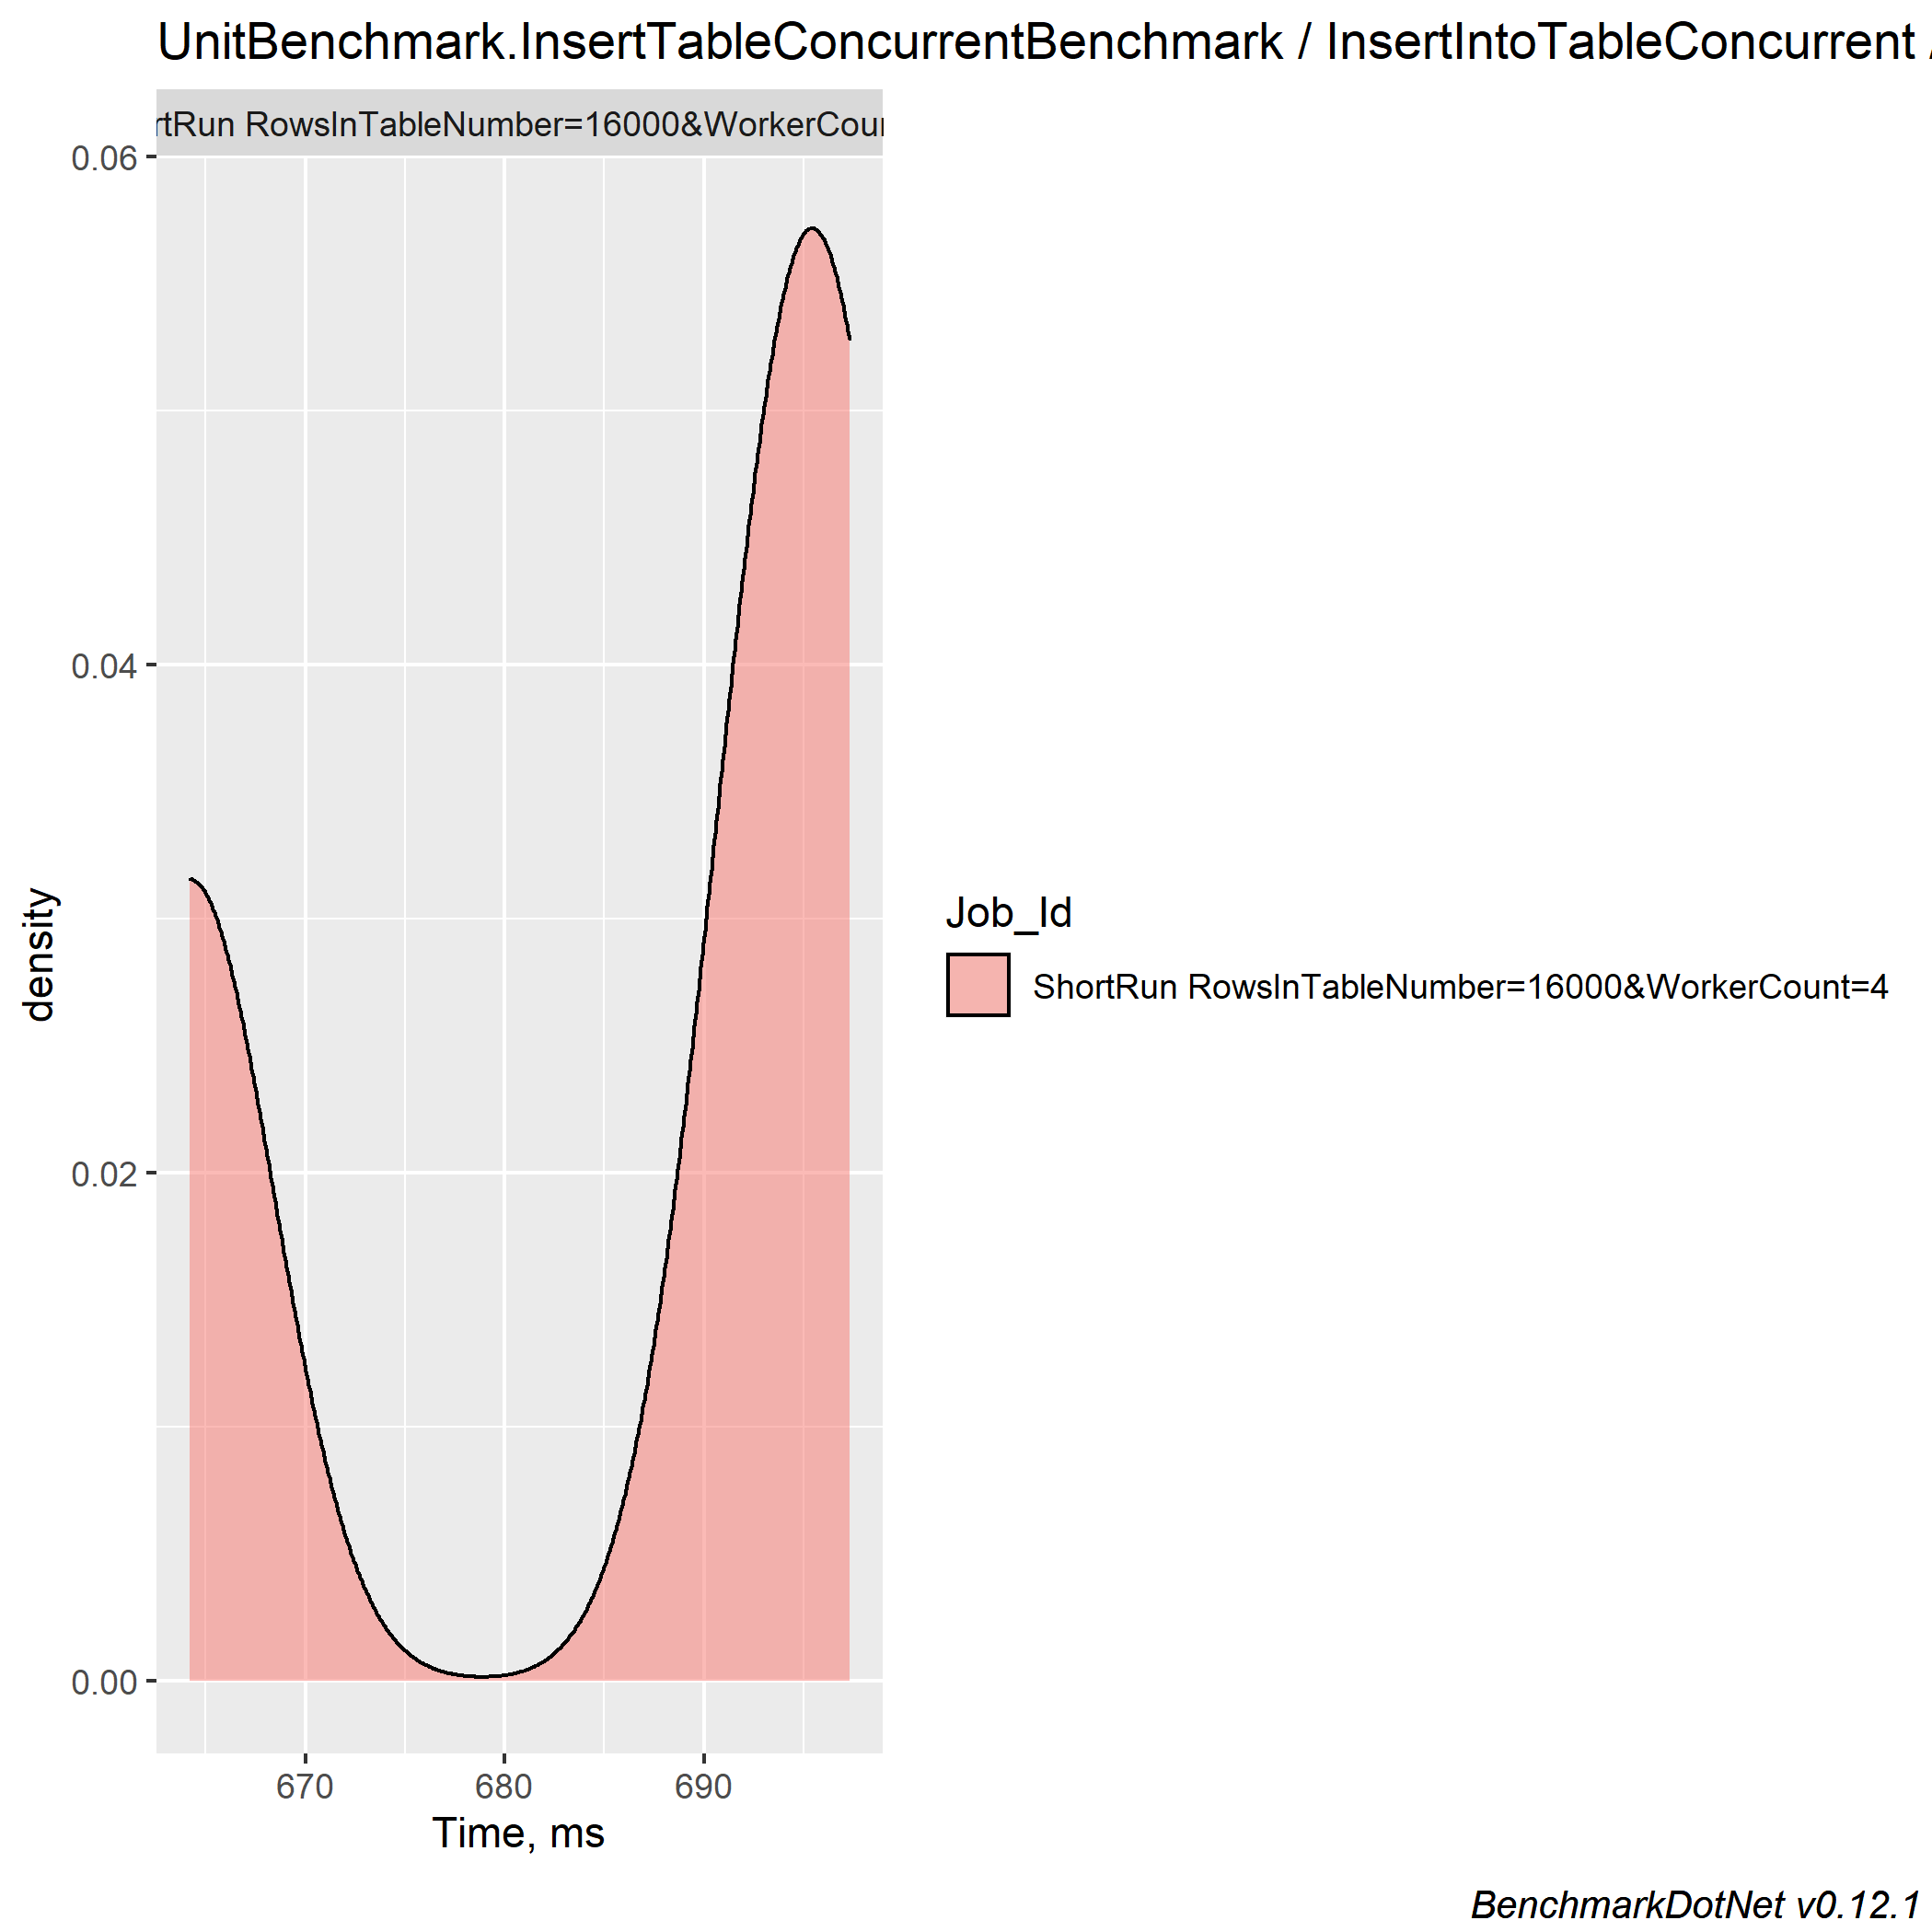 UnitBenchmark.InsertTableConcurrentBenchmark / InsertIntoTableConcurrent /
rtRun RowsInTableNumber=16000&WorkerCoun
0.06
0.04
0.02
0.00
density
670 680 690
Time, ms
Job_Id
ShortRun RowsInTableNumber=16000&WorkerCount=4
BenchmarkDotNet v0.12.1